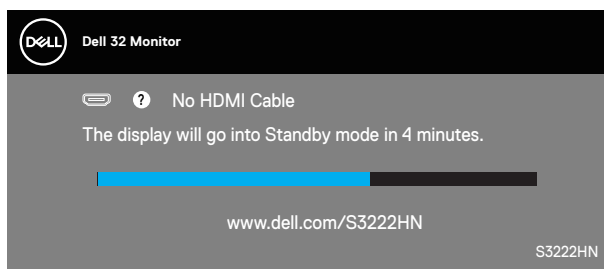 DELL
Dell 32 Monitor
? No HDMI Cable
The display will go into Standby mode in 4 minutes.
www.dell.com/S3222HN
S3222HN